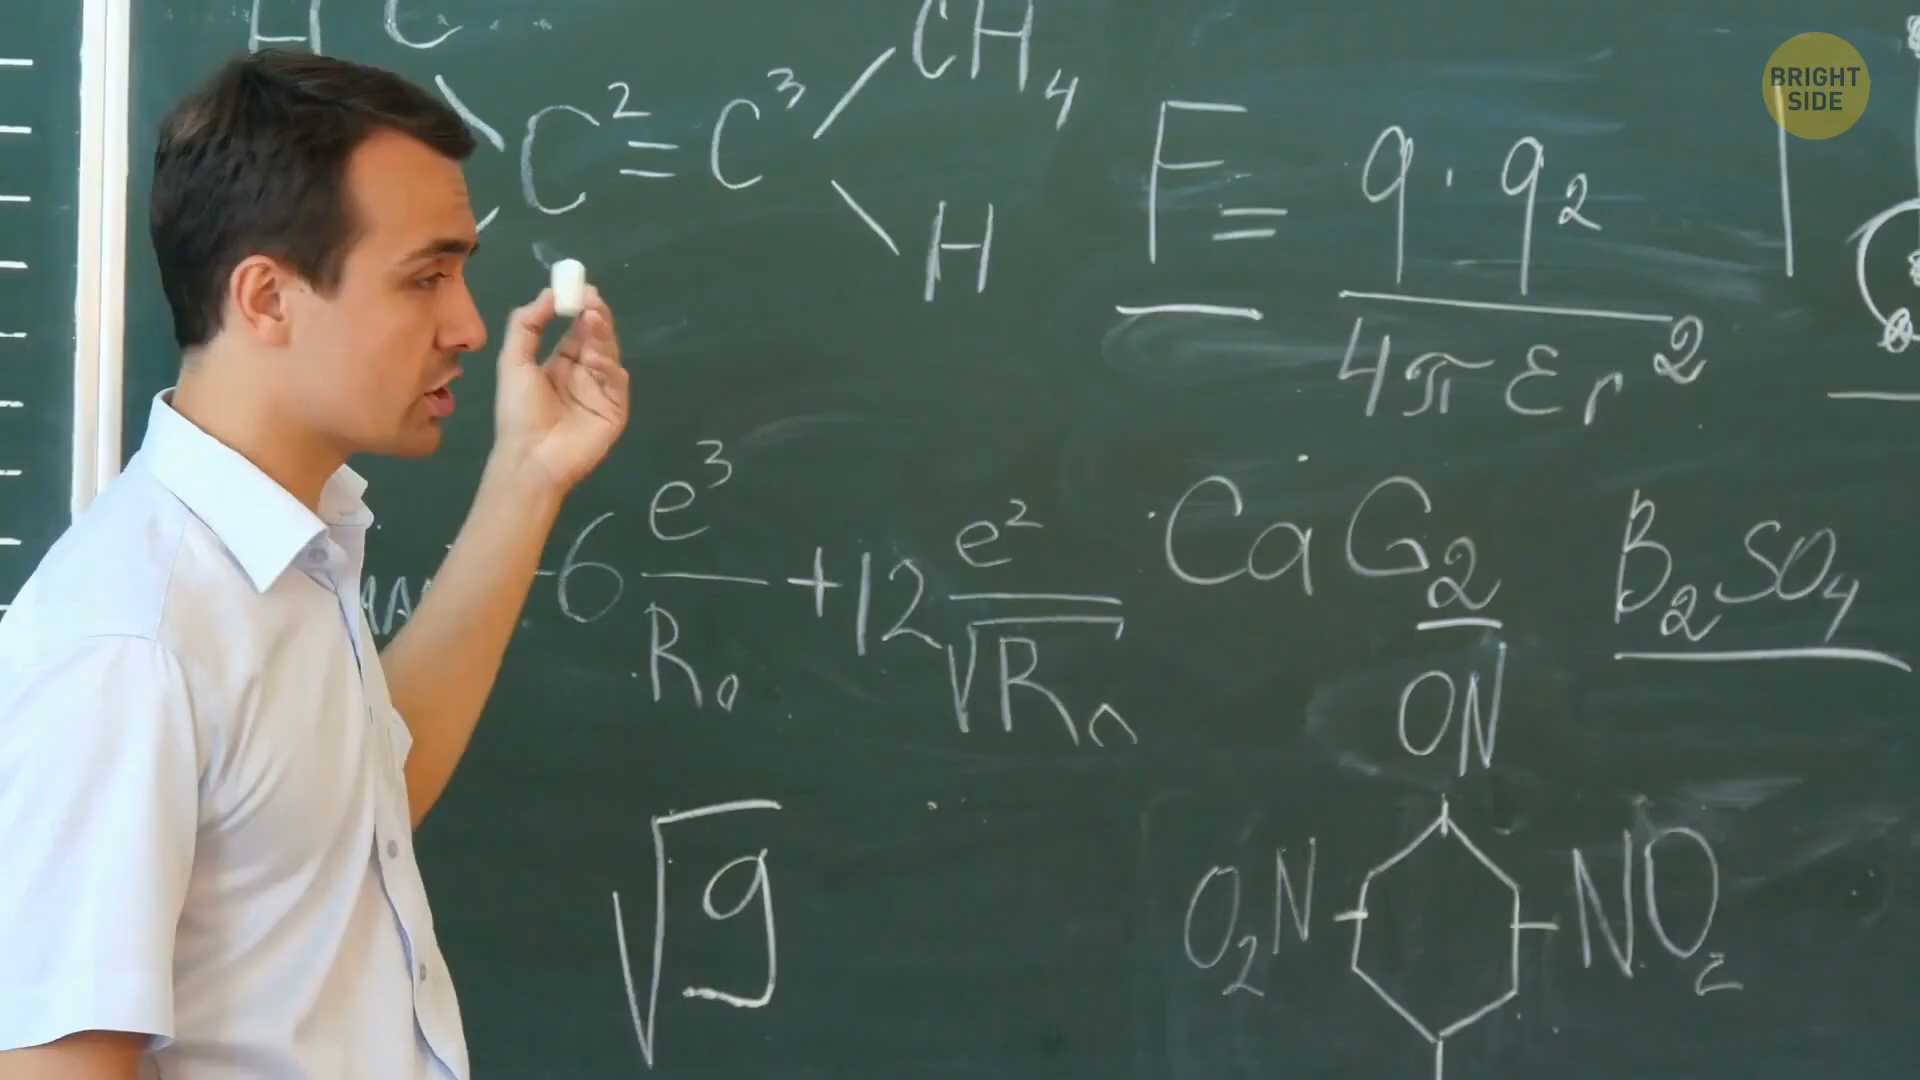 H C
C² = C³
CH₄
H
F = q · q₂
4πεr²
BRIGHT
SIDE
-6 e³ / R₀ + 12 e² / √R₀
CaG₂
B₂SO₄
ON
O₂N
NO₂
√g